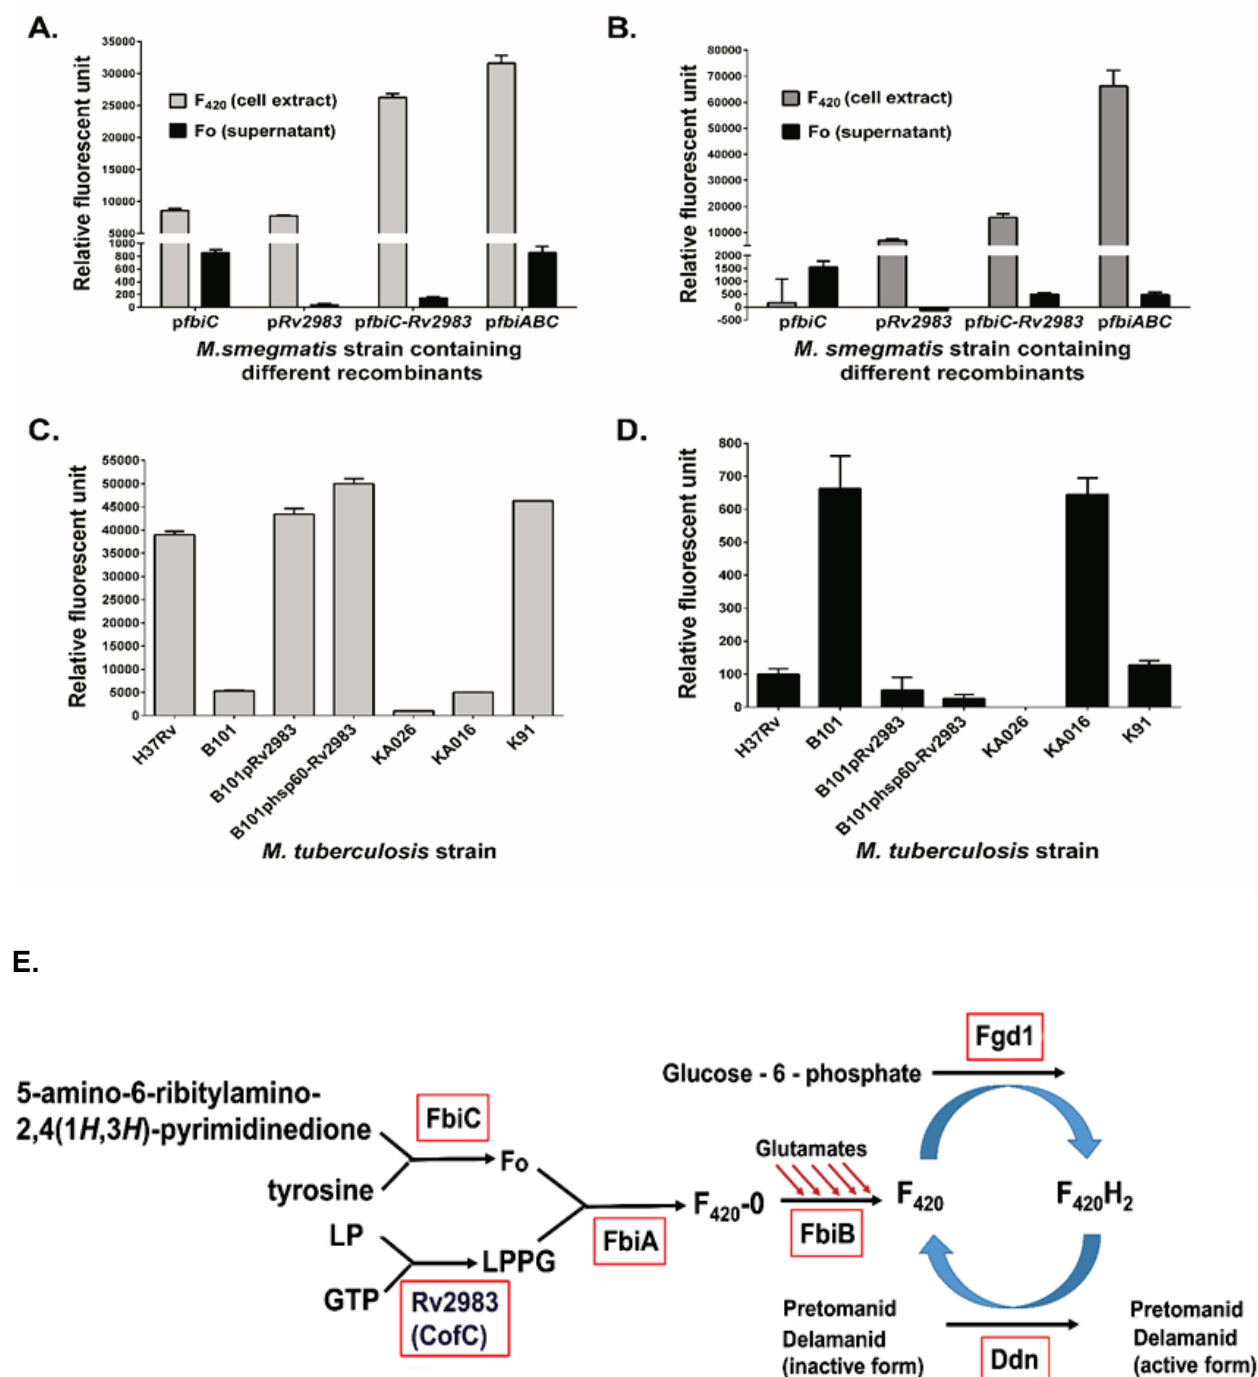 A.
Relative fluorescent unit
35000
30000
25000
20000
15000
10000
5000
1000
800
600
400
200
0
F420 (cell extract)
Fo (supernatant)
pfbiC pRv2983 pfbiC-Rv2983 pfbiABC
M.smegmatis strain containing
different recombinants
B.
Relative fluorescent unit
80000
70000
60000
50000
40000
30000
20000
10000
2000
1500
1000
500
0
-500
F420 (cell extract)
Fo (supernatant)
pfbiC pRv2983 pfbiC-Rv2983 pfbiABC
M. smegmatis strain containing
different recombinants
C.
Relative fluorescent unit
55000
50000
45000
40000
35000
30000
25000
20000
15000
10000
5000
0
H37Rv
B101
B101pRv2983
B101phsp60-Rv2983
KA026
KA016
K91
M. tuberculosis strain
D.
Relative fluorescent unit
800
700
600
500
400
300
200
100
0
H37Rv
B101
B101pRv2983
B101phsp60-Rv2983
KA026
KA016
K91
M. tuberculosis strain
E.
5-amino-6-ribitylamino-
2,4(1H,3H)-pyrimidinedione
tyrosine
FbiC
Fo
LP
GTP
Rv2983
(CofC)
LPPG
FbiA
F420-0
Glutamates
FbiB
Glucose - 6 - phosphate
Fgd1
F420
F420H2
Pretomanid
Delamanid
(inactive form)
Ddn
Pretomanid
Delamanid
(active form)